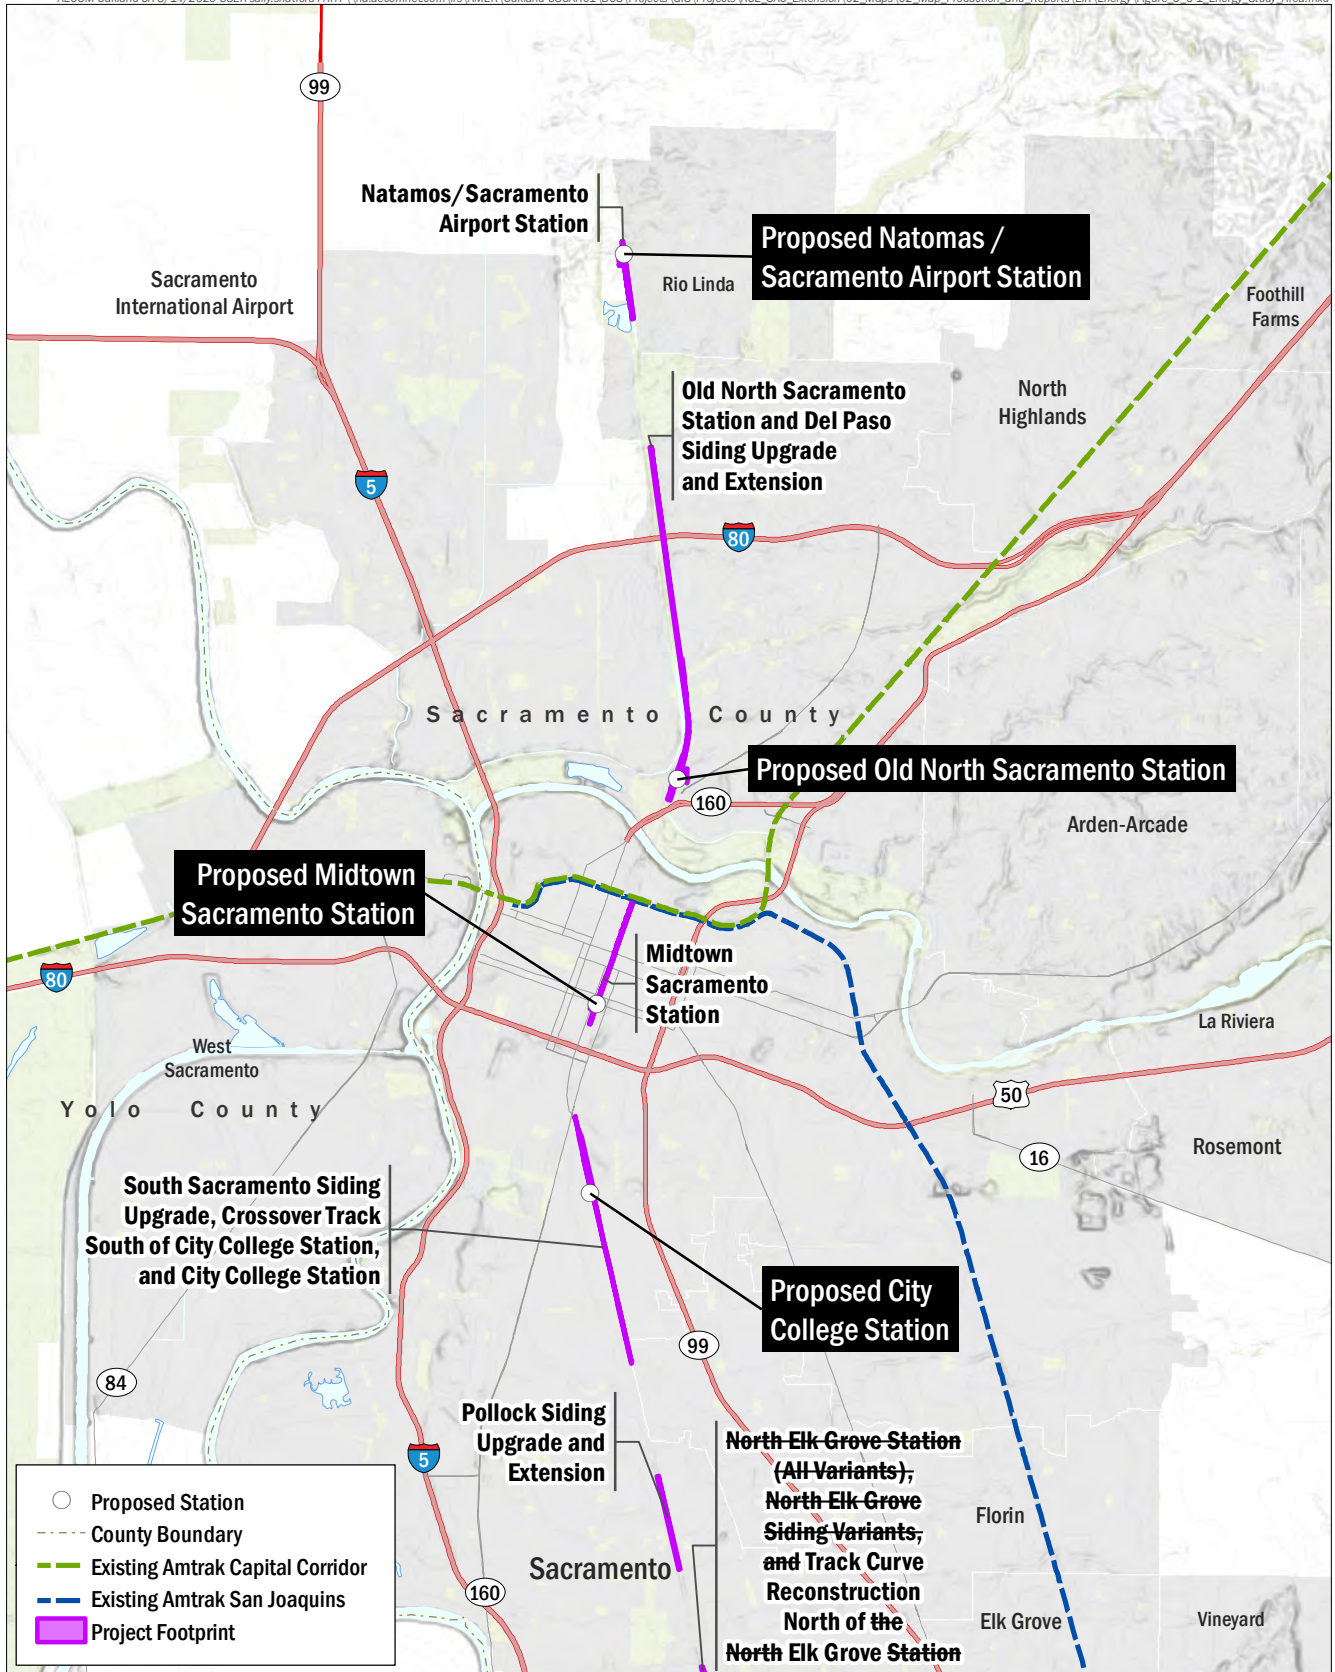 99
Natamos/Sacramento
Airport Station
Proposed Natomas /
Sacramento Airport Station
Sacramento
International Airport
Rio Linda
Foothill
Farms
Old North Sacramento
Station and Del Paso
Siding Upgrade
and Extension
North
Highlands
5
80
Sacramento County
Proposed Old North Sacramento Station
160
Arden-Arcade
Proposed Midtown
Sacramento Station
Midtown
Sacramento
Station
80
La Riviera
West
Sacramento
Yolo County
50
16
Rosemont
South Sacramento Siding
Upgrade, Crossover Track
South of City College Station,
and City College Station
Proposed City
College Station
99
84
Pollock Siding
Upgrade and
Extension
North Elk Grove Station
(All Variants),
North Elk Grove
Siding Variants,
and Track Curve
Reconstruction
North of the
North Elk Grove Station
5
Florin
Sacramento
160
Elk Grove
Vineyard
Proposed Station
County Boundary
Existing Amtrak Capital Corridor
Existing Amtrak San Joaquins
Project Footprint